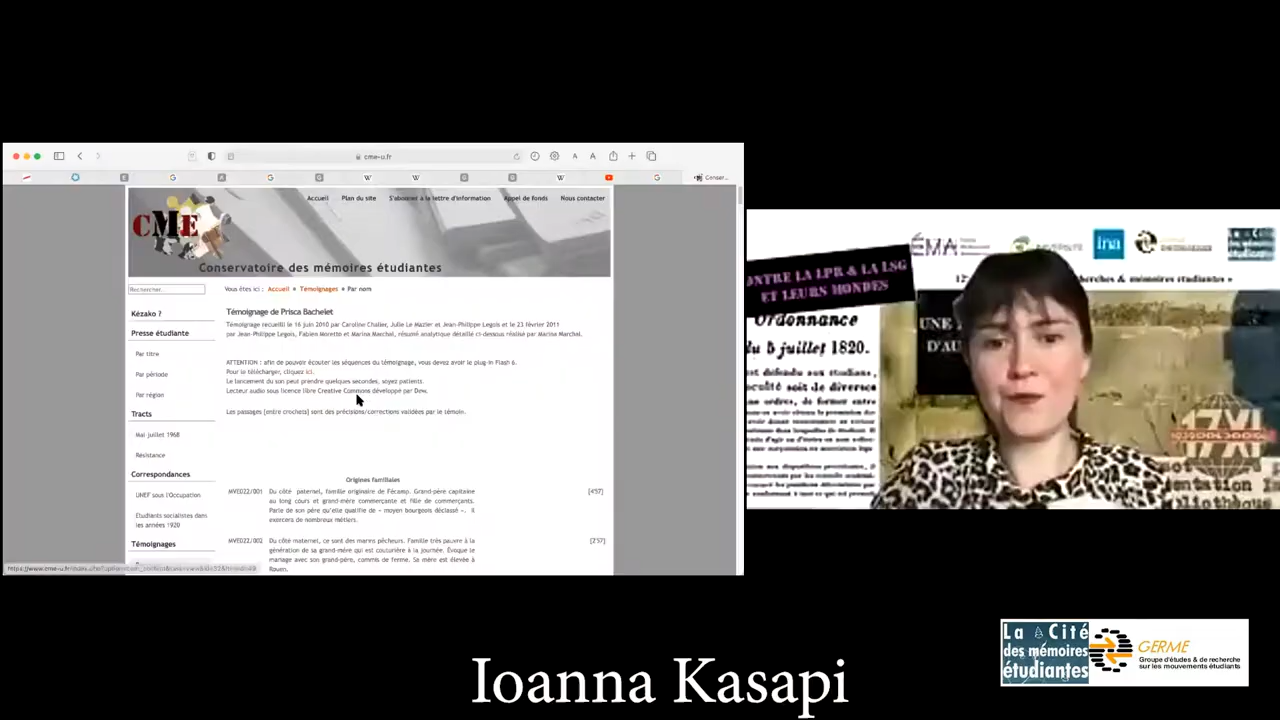 cme-u.fr
Conser...
CME
Accueil
Plan du site
S'abonner à la lettre d'information
Appel de fonds
Nous contacter
Conservatoire des mémoires étudiantes
Rechercher...
Vous êtes ici : Accueil » Témoignages » Par nom
Kézako ?
Presse étudiante
Par titre
Par période
Par région
Tracts
Mai juillet 1968
Résistance
Correspondances
UNEF sous l'Occupation
Étudiants socialistes dans
les années 1920
Témoignages
Témoignage de Prisca Bachelet
Témoignage recueilli le 16 juin 2010 par Caroline Chalier, Julie Le Mazier et Jean-Philippe Legois et le 23 février 2011
par Jean-Philippe Legois, Fabien Moretto et Marina Marchal, résumé analytique détaillé ci-dessous réalisé par Marina Marchal.
ATTENTION : afin de pouvoir écouter les séquences du témoignage, vous devez avoir le plug-in Flash 6.
Pour le télécharger, cliquez ici.
Le lancement du son peut prendre quelques secondes, soyez patients.
Lecteur audio sous licence libre Creative Commons développé par Dew.
Les passages [entre crochets] sont des précisions/corrections validées par le témoin.
Origines familiales
MVE022/001
Du côté paternel, famille originaire de Fécamp. Grand-père capitaine
au long cours et grand-mère commerçante et fille de commerçants.
Parle de son père qu'elle qualifie de « moyen bourgeois déclassé ». Il
exercera de nombreux métiers.
MVE022/002
Du côté maternel, ce sont des marins pêcheurs. Famille très pauvre à la
génération de sa grand-mère qui est couturière à la journée. Évoque le
mariage avec son grand-père, commis de ferme. Sa mère est élevée à
Rouen.
ina
ONTRE LA LPR & LA LSG
ET LEURS MONDES
cherches & mémoires étudiantes »
Ordonnance
du 5 juillet 1820.
UNE
D'AU
17XI
Ioanna Kasapi
La Cité
des mémoires
étudiantes
GERME
Groupe d'études & de recherche
sur les mouvements étudiants